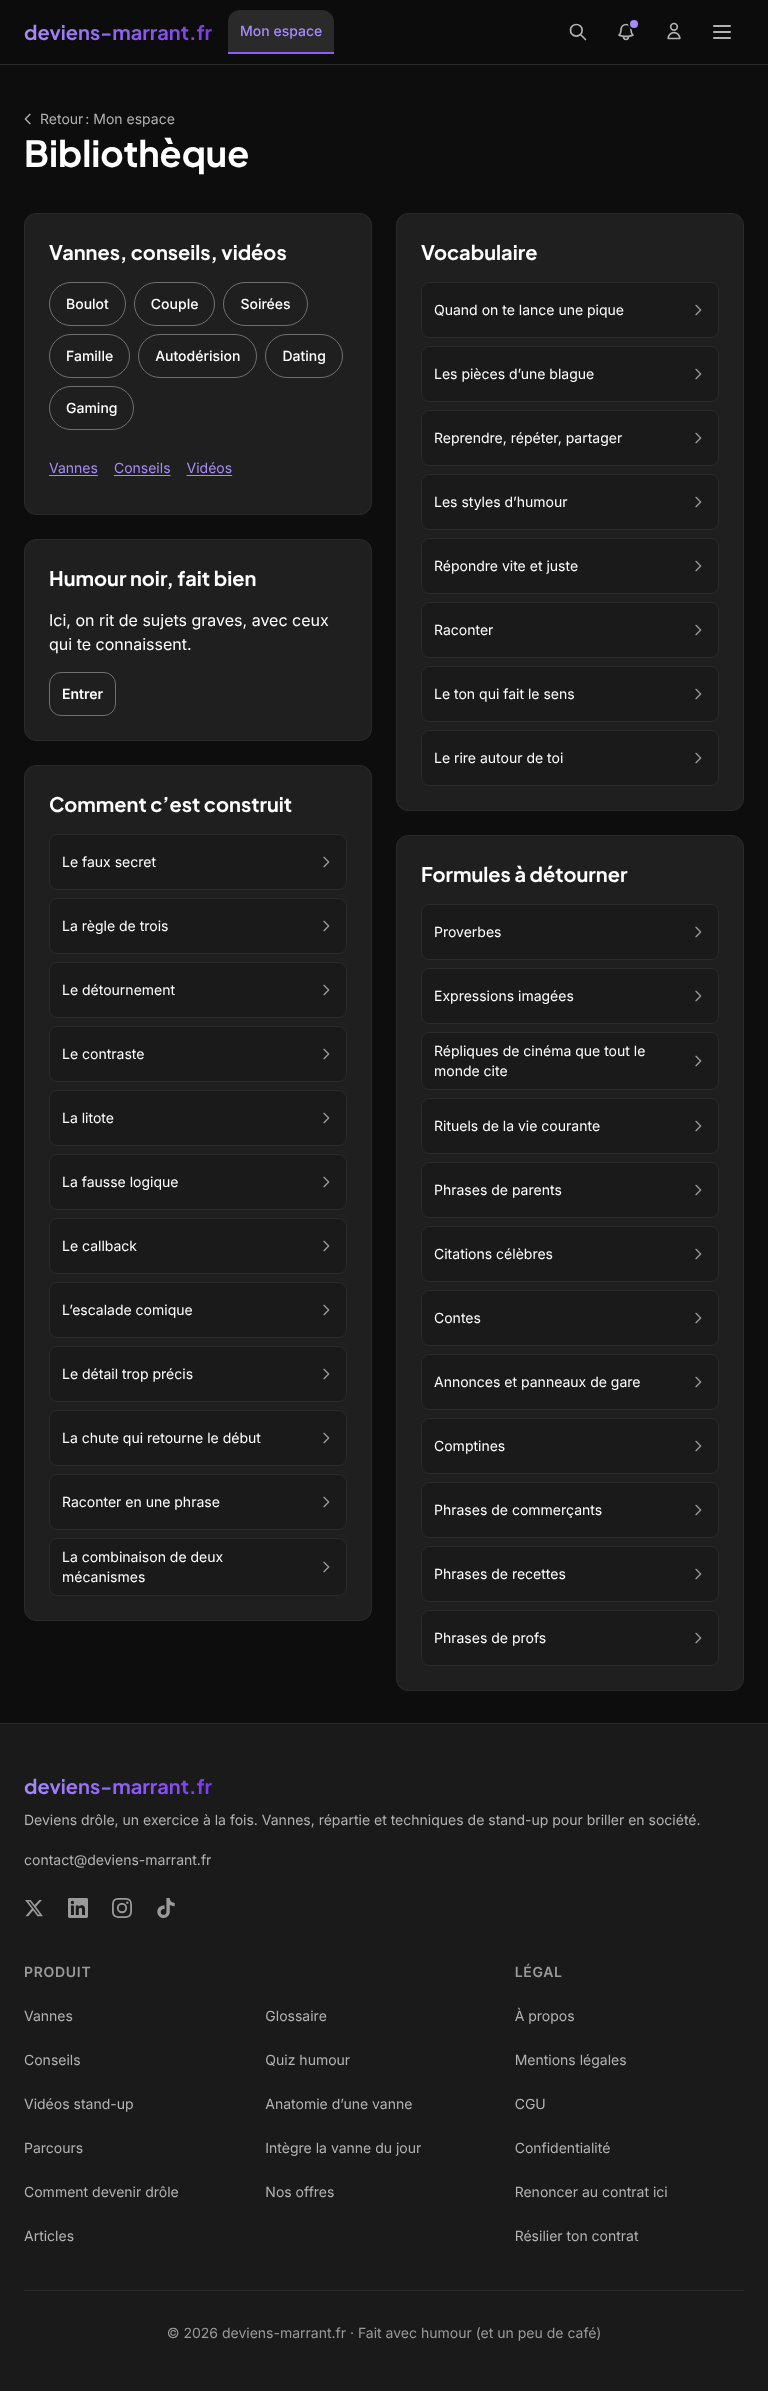 deviens-marrant.fr
Mon espace
Retour : Mon espace
Bibliothèque
Vannes, conseils, vidéos
Boulot
Couple
Soirées
Famille
Autodérision
Dating
Gaming
Vannes
Conseils
Vidéos
Humour noir, fait bien
Ici, on rit de sujets graves, avec ceux
qui te connaissent.
Entrer
Comment c’est construit
Le faux secret
La règle de trois
Le détournement
Le contraste
La litote
La fausse logique
Le callback
L’escalade comique
Le détail trop précis
La chute qui retourne le début
Raconter en une phrase
La combinaison de deux
mécanismes
Vocabulaire
Quand on te lance une pique
Les pièces d’une blague
Reprendre, répéter, partager
Les styles d’humour
Répondre vite et juste
Raconter
Le ton qui fait le sens
Le rire autour de toi
Formules à détourner
Proverbes
Expressions imagées
Répliques de cinéma que tout le
monde cite
Rituels de la vie courante
Phrases de parents
Citations célèbres
Contes
Annonces et panneaux de gare
Comptines
Phrases de commerçants
Phrases de recettes
Phrases de profs
deviens-marrant.fr
Deviens drôle, un exercice à la fois. Vannes, répartie et techniques de stand-up pour briller en société.
contact@deviens-marrant.fr
PRODUIT
Vannes
Conseils
Vidéos stand-up
Parcours
Comment devenir drôle
Articles
Glossaire
Quiz humour
Anatomie d’une vanne
Intègre la vanne du jour
Nos offres
LÉGAL
À propos
Mentions légales
CGU
Confidentialité
Renoncer au contrat ici
Résilier ton contrat
© 2026 deviens-marrant.fr · Fait avec humour (et un peu de café)